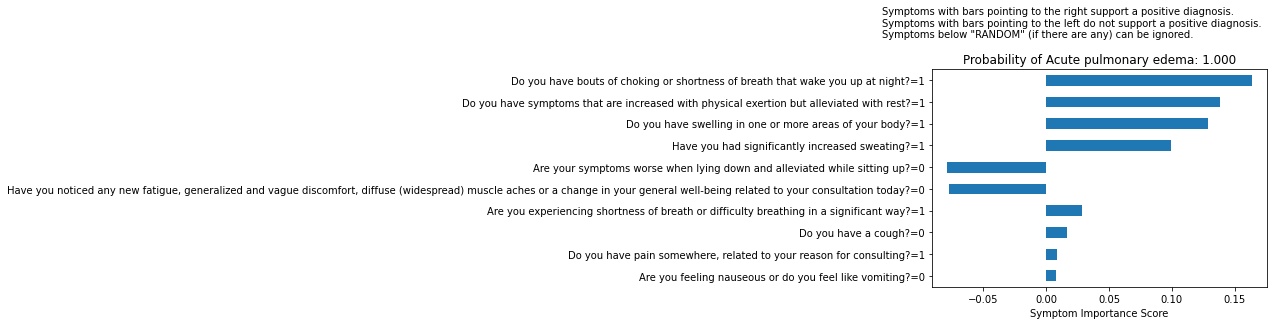 Symptoms with bars pointing to the right support a positive diagnosis.
Symptoms with bars pointing to the left do not support a positive diagnosis.
Symptoms below "RANDOM" (if there are any) can be ignored.
Probability of Acute pulmonary edema: 1.000
Do you have bouts of choking or shortness of breath that wake you up at night?=1
Do you have symptoms that are increased with physical exertion but alleviated with rest?=1
Do you have swelling in one or more areas of your body?=1
Have you had significantly increased sweating?=1
Are your symptoms worse when lying down and alleviated while sitting up?=0
Have you noticed any new fatigue, generalized and vague discomfort, diffuse (widespread) muscle aches or a change in your general well-being related to your consultation today?=0
Are you experiencing shortness of breath or difficulty breathing in a significant way?=1
Do you have a cough?=0
Do you have pain somewhere, related to your reason for consulting?=1
Are you feeling nauseous or do you feel like vomiting?=0
−0.05 0.00 0.05 0.10 0.15
Symptom Importance Score